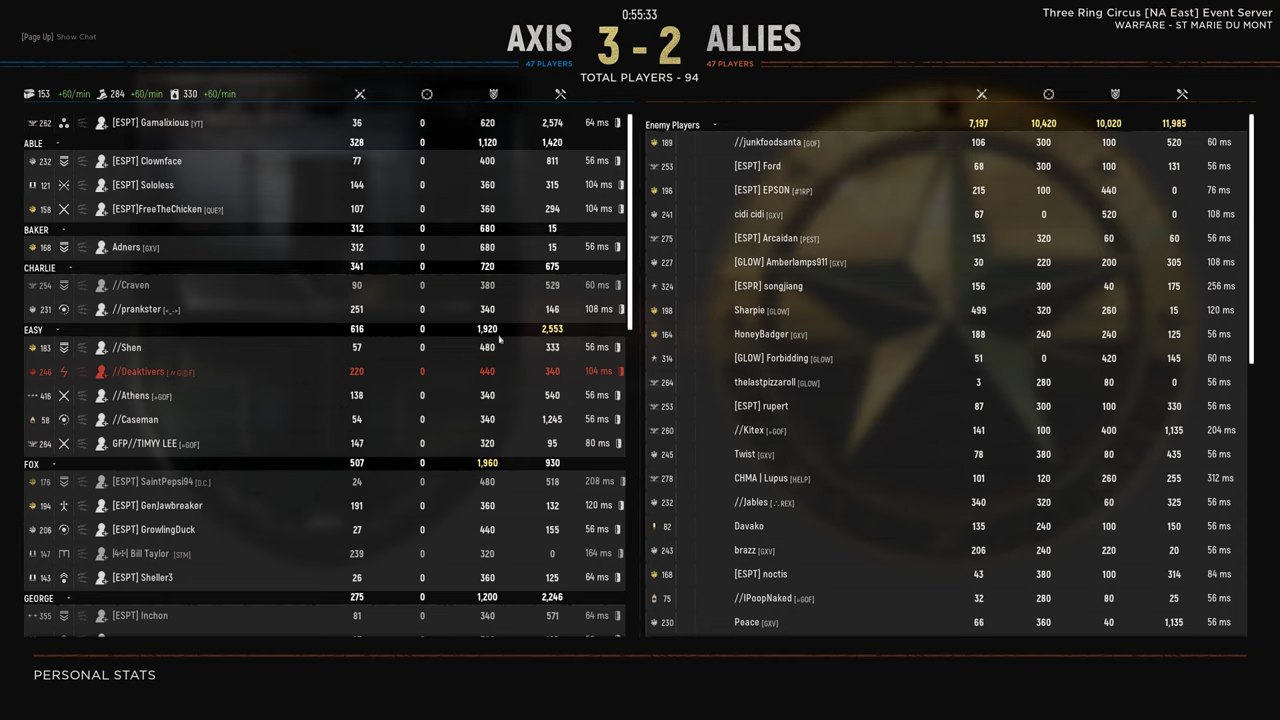 0:55:33
Three Ring Circus [NA East] Event Server
WARFARE - ST MARIE DU MONT
[Page Up] Show Chat
AXIS 3 - 2 ALLIES
47 PLAYERS 47 PLAYERS
TOTAL PLAYERS - 94
153 +60/min 284 +60/min 330 +60/min
262 [ESPT] Gamalixious [YT] 36 0 620 2,574 64 ms
ABLE - 328 0 1,120 1,420
232 [ESPT] Clownface 77 0 400 811 56 ms
121 [ESPT] Sololess 144 0 360 315 104 ms
158 [ESPT]FreeTheChicken [QUE?] 107 0 360 294 104 ms
BAKER - 312 0 680 15
168 Adners [GXV] 312 0 680 15 56 ms
CHARLIE - 341 0 720 675
254 //Craven 90 0 380 529 60 ms
231 //prankster [<_->] 251 0 340 146 108 ms
EASY - 616 0 1,920 2,553
183 //Shen 57 0 480 333 56 ms
246 //Deaktivers 220 0 440 340 104 ms
416 //Athens [»GOF] 138 0 340 540 56 ms
58 //Caseman 54 0 340 1,245 56 ms
264 GFP//TIMY LEE [»GOF] 147 0 320 95 80 ms
FOX - 507 0 1,960 930
176 [ESPT] SaintPepsi94 [D.C.] 24 0 480 518 208 ms
194 [ESPT] GenJawbreaker 191 0 360 132 120 ms
206 [ESPT] GrowlingDuck 27 0 440 155 56 ms
147 Bill Taylor [STM] 239 0 320 0 164 ms
143 [ESPT] Sheller3 26 0 360 125 64 ms
GEORGE - 275 0 1,200 2,246
355 [ESPT] Inchon 81 0 340 571 64 ms
Enemy Players - 7,197 10,420 10,020 11,985
189 //junkfoodsanta [GOF] 106 300 100 520 60 ms
253 [ESPT] Ford 68 300 100 131 56 ms
196 [ESPT] EPSON [#1RP] 215 100 440 0 76 ms
241 cidi cidi [GXV] 67 0 520 0 108 ms
275 [ESPT] Arcaidan [PEST] 153 320 60 60 56 ms
227 [GLOW] Amberlamps911 [GXV] 30 220 200 305 108 ms
324 [ESPR] songjiang 156 300 40 175 256 ms
198 Sharpie [GLOW] 499 320 260 15 120 ms
164 HoneyBadger [GXV] 188 240 240 125 56 ms
314 [GLOW] Forbidding [GLOW] 51 0 420 145 60 ms
264 thelastpizzaroll [GLOW] 3 280 80 0 56 ms
253 [ESPT] rupert 87 300 100 330 56 ms
260 //Kitex [»GOF] 141 100 400 1,135 204 ms
245 Twist [GXV] 78 380 80 435 56 ms
278 CHMA | Lupus [HELP] 101 120 260 255 312 ms
232 //Jables [.:.REX] 340 320 60 325 56 ms
82 Davako 135 240 100 150 56 ms
243 brazz [GXV] 206 240 220 20 56 ms
168 [ESPT] noctis 43 380 100 314 84 ms
75 //IPoopNaked [»GOF] 32 280 80 25 56 ms
230 Peace [GXV] 66 360 40 1,135 56 ms
PERSONAL STATS